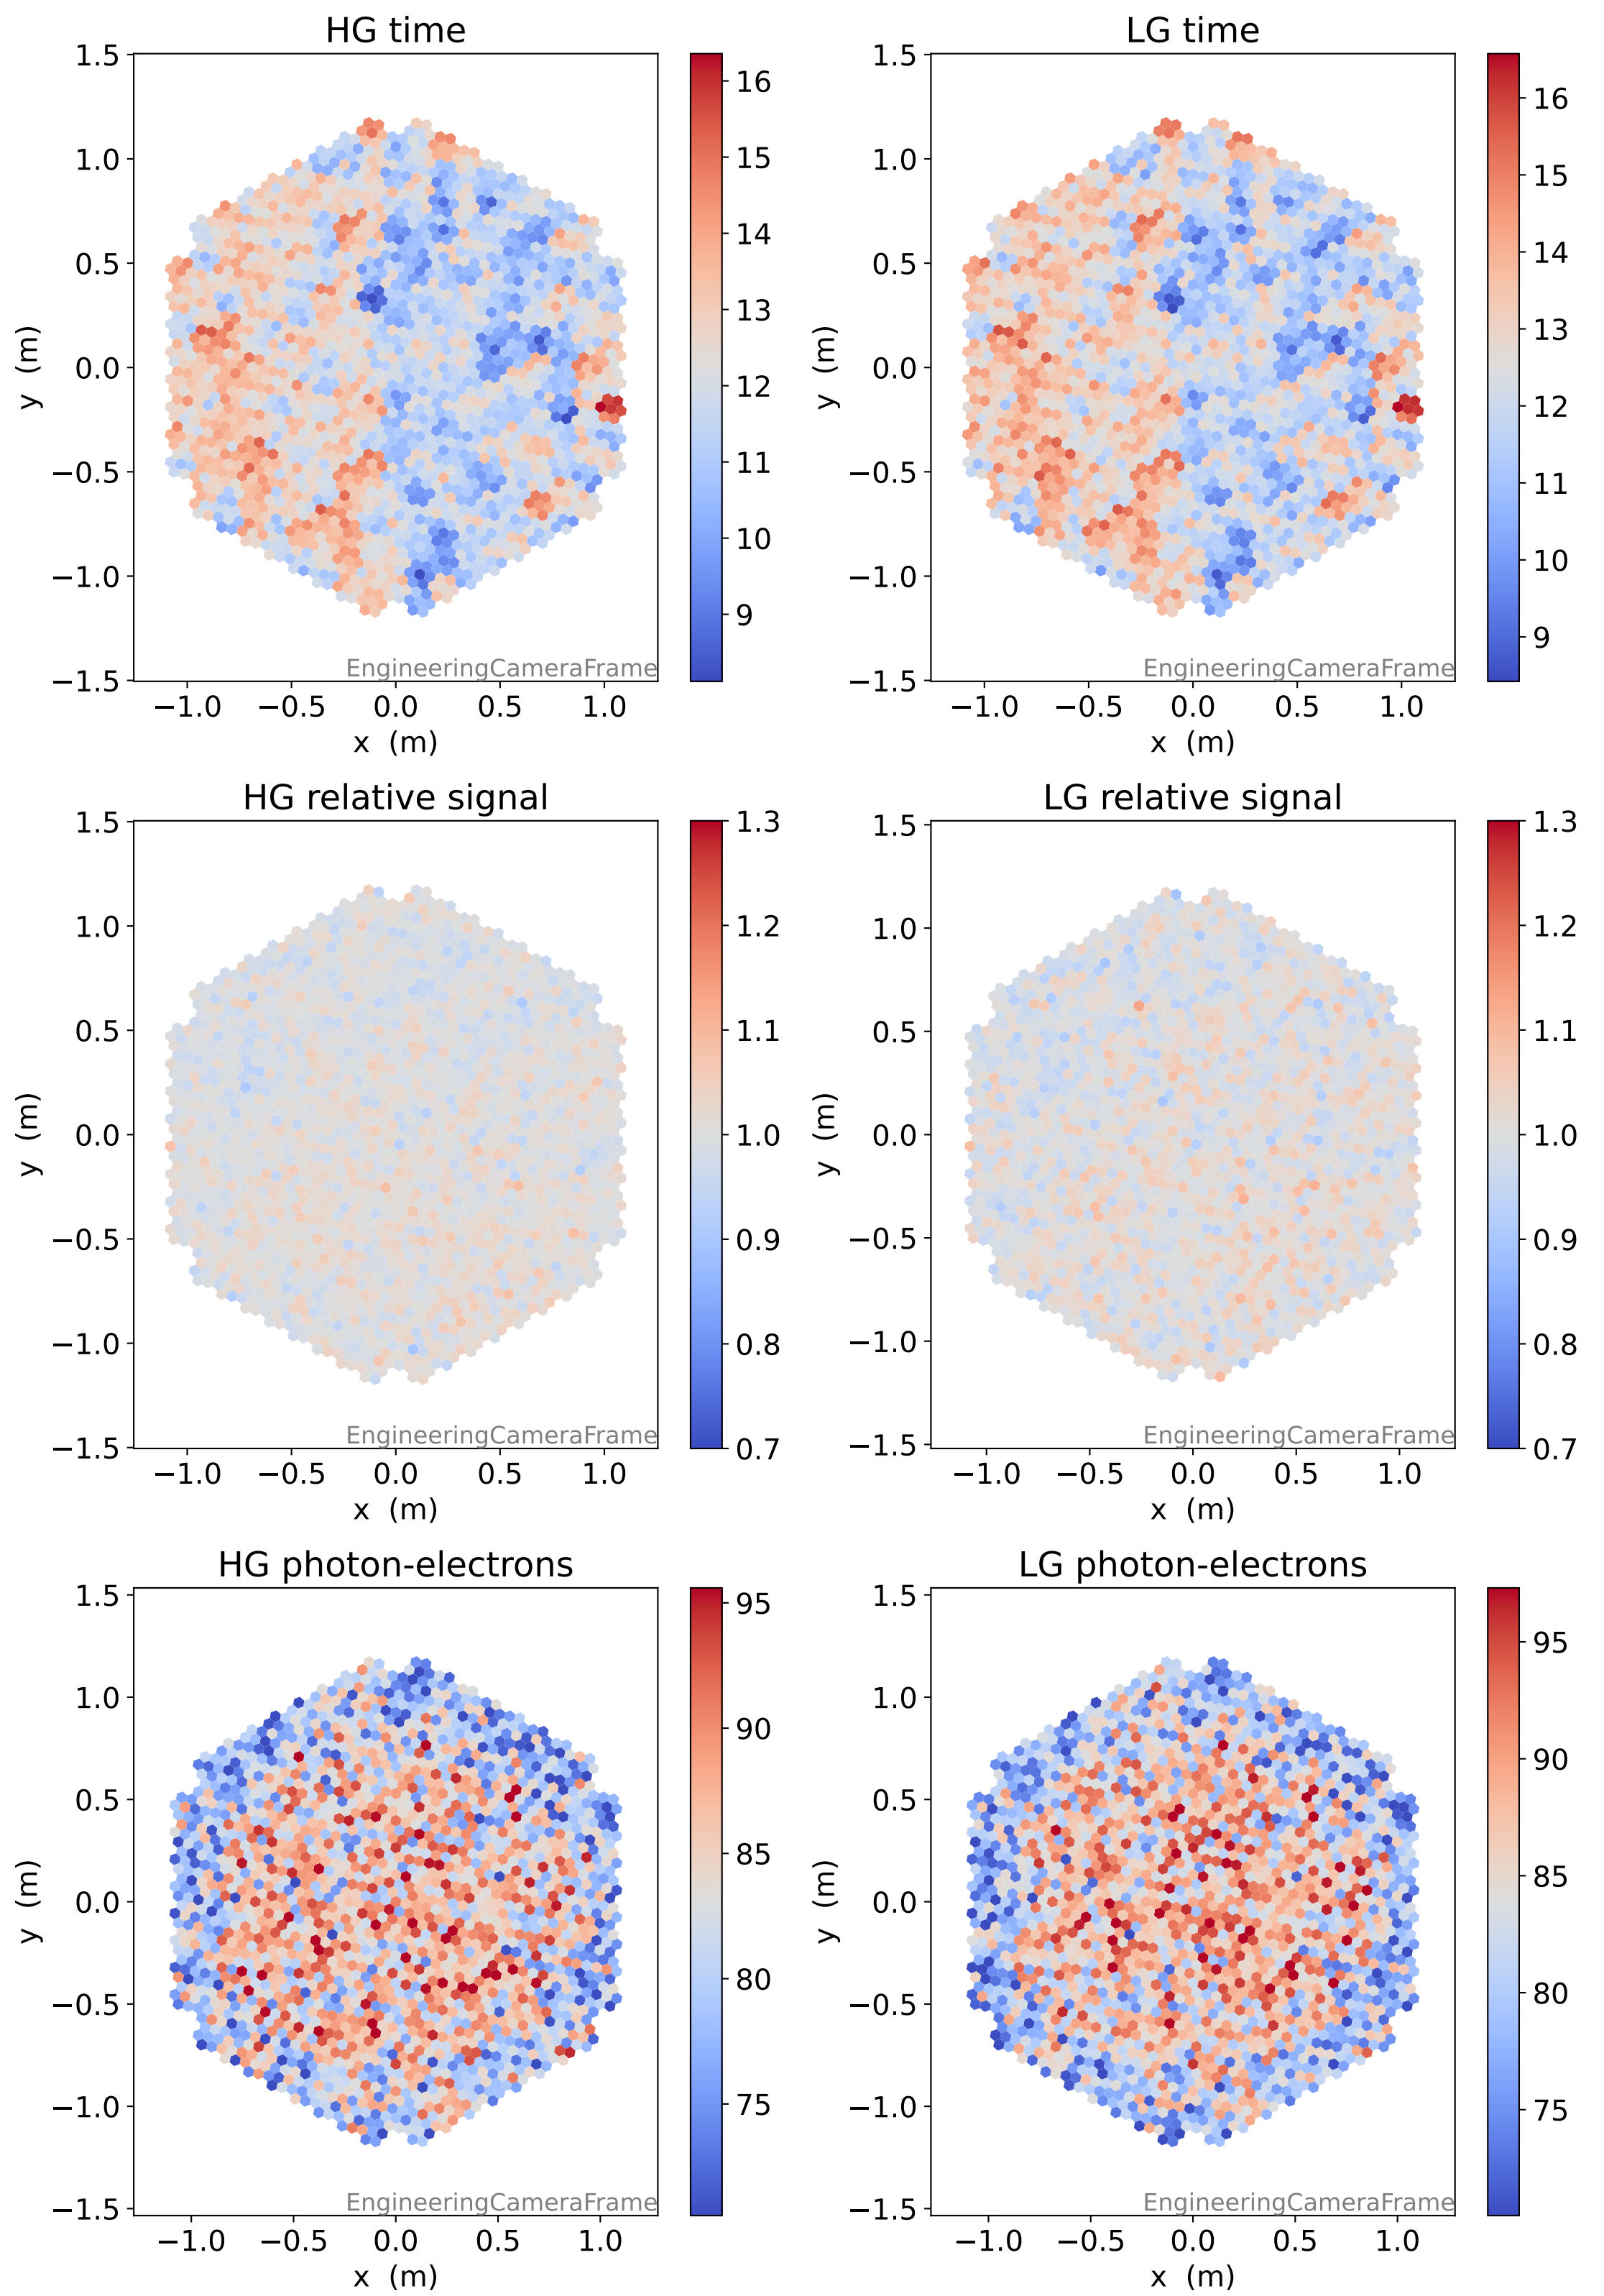 HG time
1.5
1.0
0.5
0.0
−0.5
−1.0
−1.5
y (m)
−1.0 −0.5 0.0 0.5 1.0
x (m)
EngineeringCameraFrame
16
15
14
13
12
11
10
9
LG time
1.5
1.0
0.5
0.0
−0.5
−1.0
−1.5
y (m)
−1.0 −0.5 0.0 0.5 1.0
x (m)
EngineeringCameraFrame
16
15
14
13
12
11
10
9
HG relative signal
1.5
1.0
0.5
0.0
−0.5
−1.0
−1.5
y (m)
−1.0 −0.5 0.0 0.5 1.0
x (m)
EngineeringCameraFrame
1.3
1.2
1.1
1.0
0.9
0.8
0.7
LG relative signal
1.5
1.0
0.5
0.0
−0.5
−1.0
−1.5
y (m)
−1.0 −0.5 0.0 0.5 1.0
x (m)
EngineeringCameraFrame
1.3
1.2
1.1
1.0
0.9
0.8
0.7
HG photon-electrons
1.5
1.0
0.5
0.0
−0.5
−1.0
−1.5
y (m)
−1.0 −0.5 0.0 0.5 1.0
x (m)
EngineeringCameraFrame
95
90
85
80
75
LG photon-electrons
1.5
1.0
0.5
0.0
−0.5
−1.0
−1.5
y (m)
−1.0 −0.5 0.0 0.5 1.0
x (m)
EngineeringCameraFrame
95
90
85
80
75